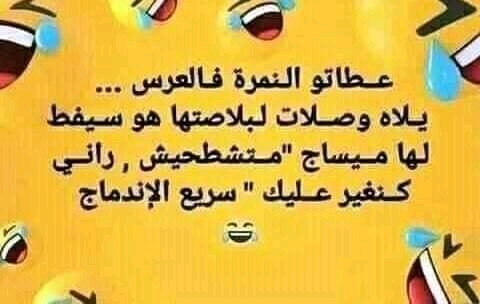 عطاتو النمرة فالعرس ...
يلاه وصلات لبلاصتها هو سيفط
لها ميساج "متشطحيش , راني
كنغير عليك " سريع الإندماج
😂